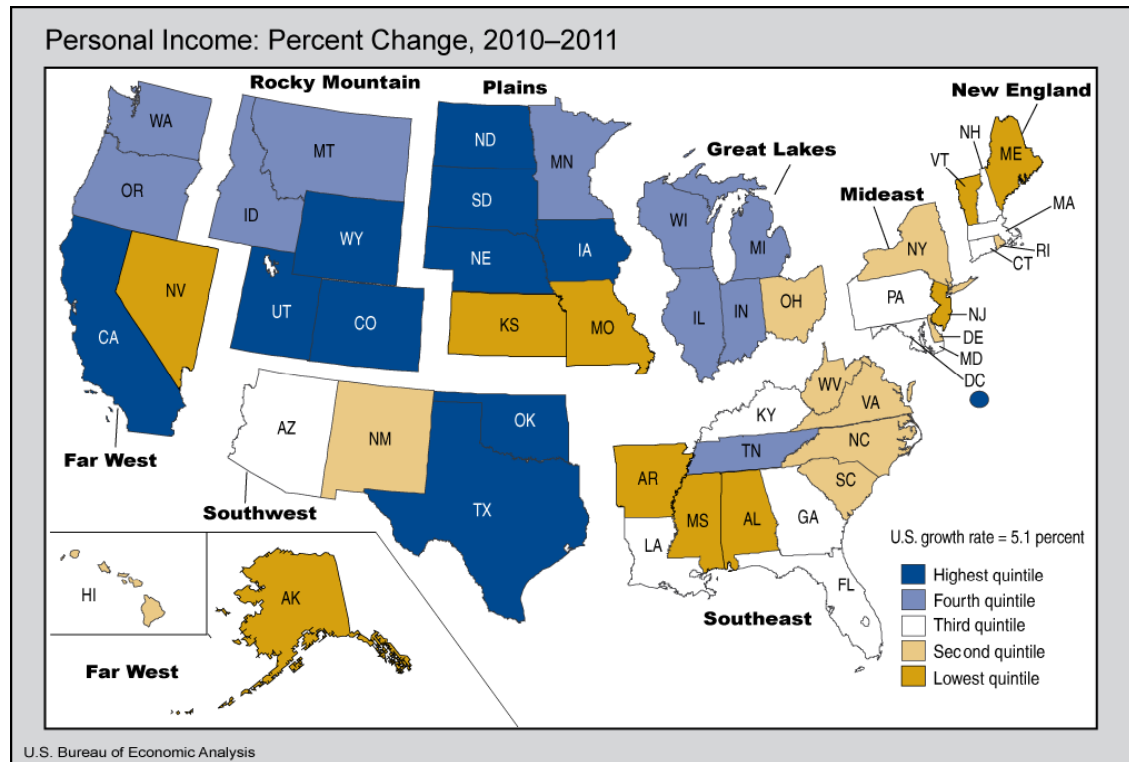 Personal Income: Percent Change, 2010–2011
Rocky Mountain
Plains
New England
Great Lakes
Mideast
WA
OR
MT
ID
WY
NV
CA
UT
CO
ND
SD
NE
KS
MN
IA
MO
WI
MI
IL
IN
OH
NH
VT
ME
MA
RI
CT
NY
PA
NJ
DE
MD
DC
Far West
AZ
NM
OK
TX
Southwest
KY
WV
VA
TN
NC
SC
AR
MS
AL
GA
LA
FL
Southeast
HI
AK
Far West
U.S. growth rate = 5.1 percent
Highest quintile
Fourth quintile
Third quintile
Second quintile
Lowest quintile
U.S. Bureau of Economic Analysis